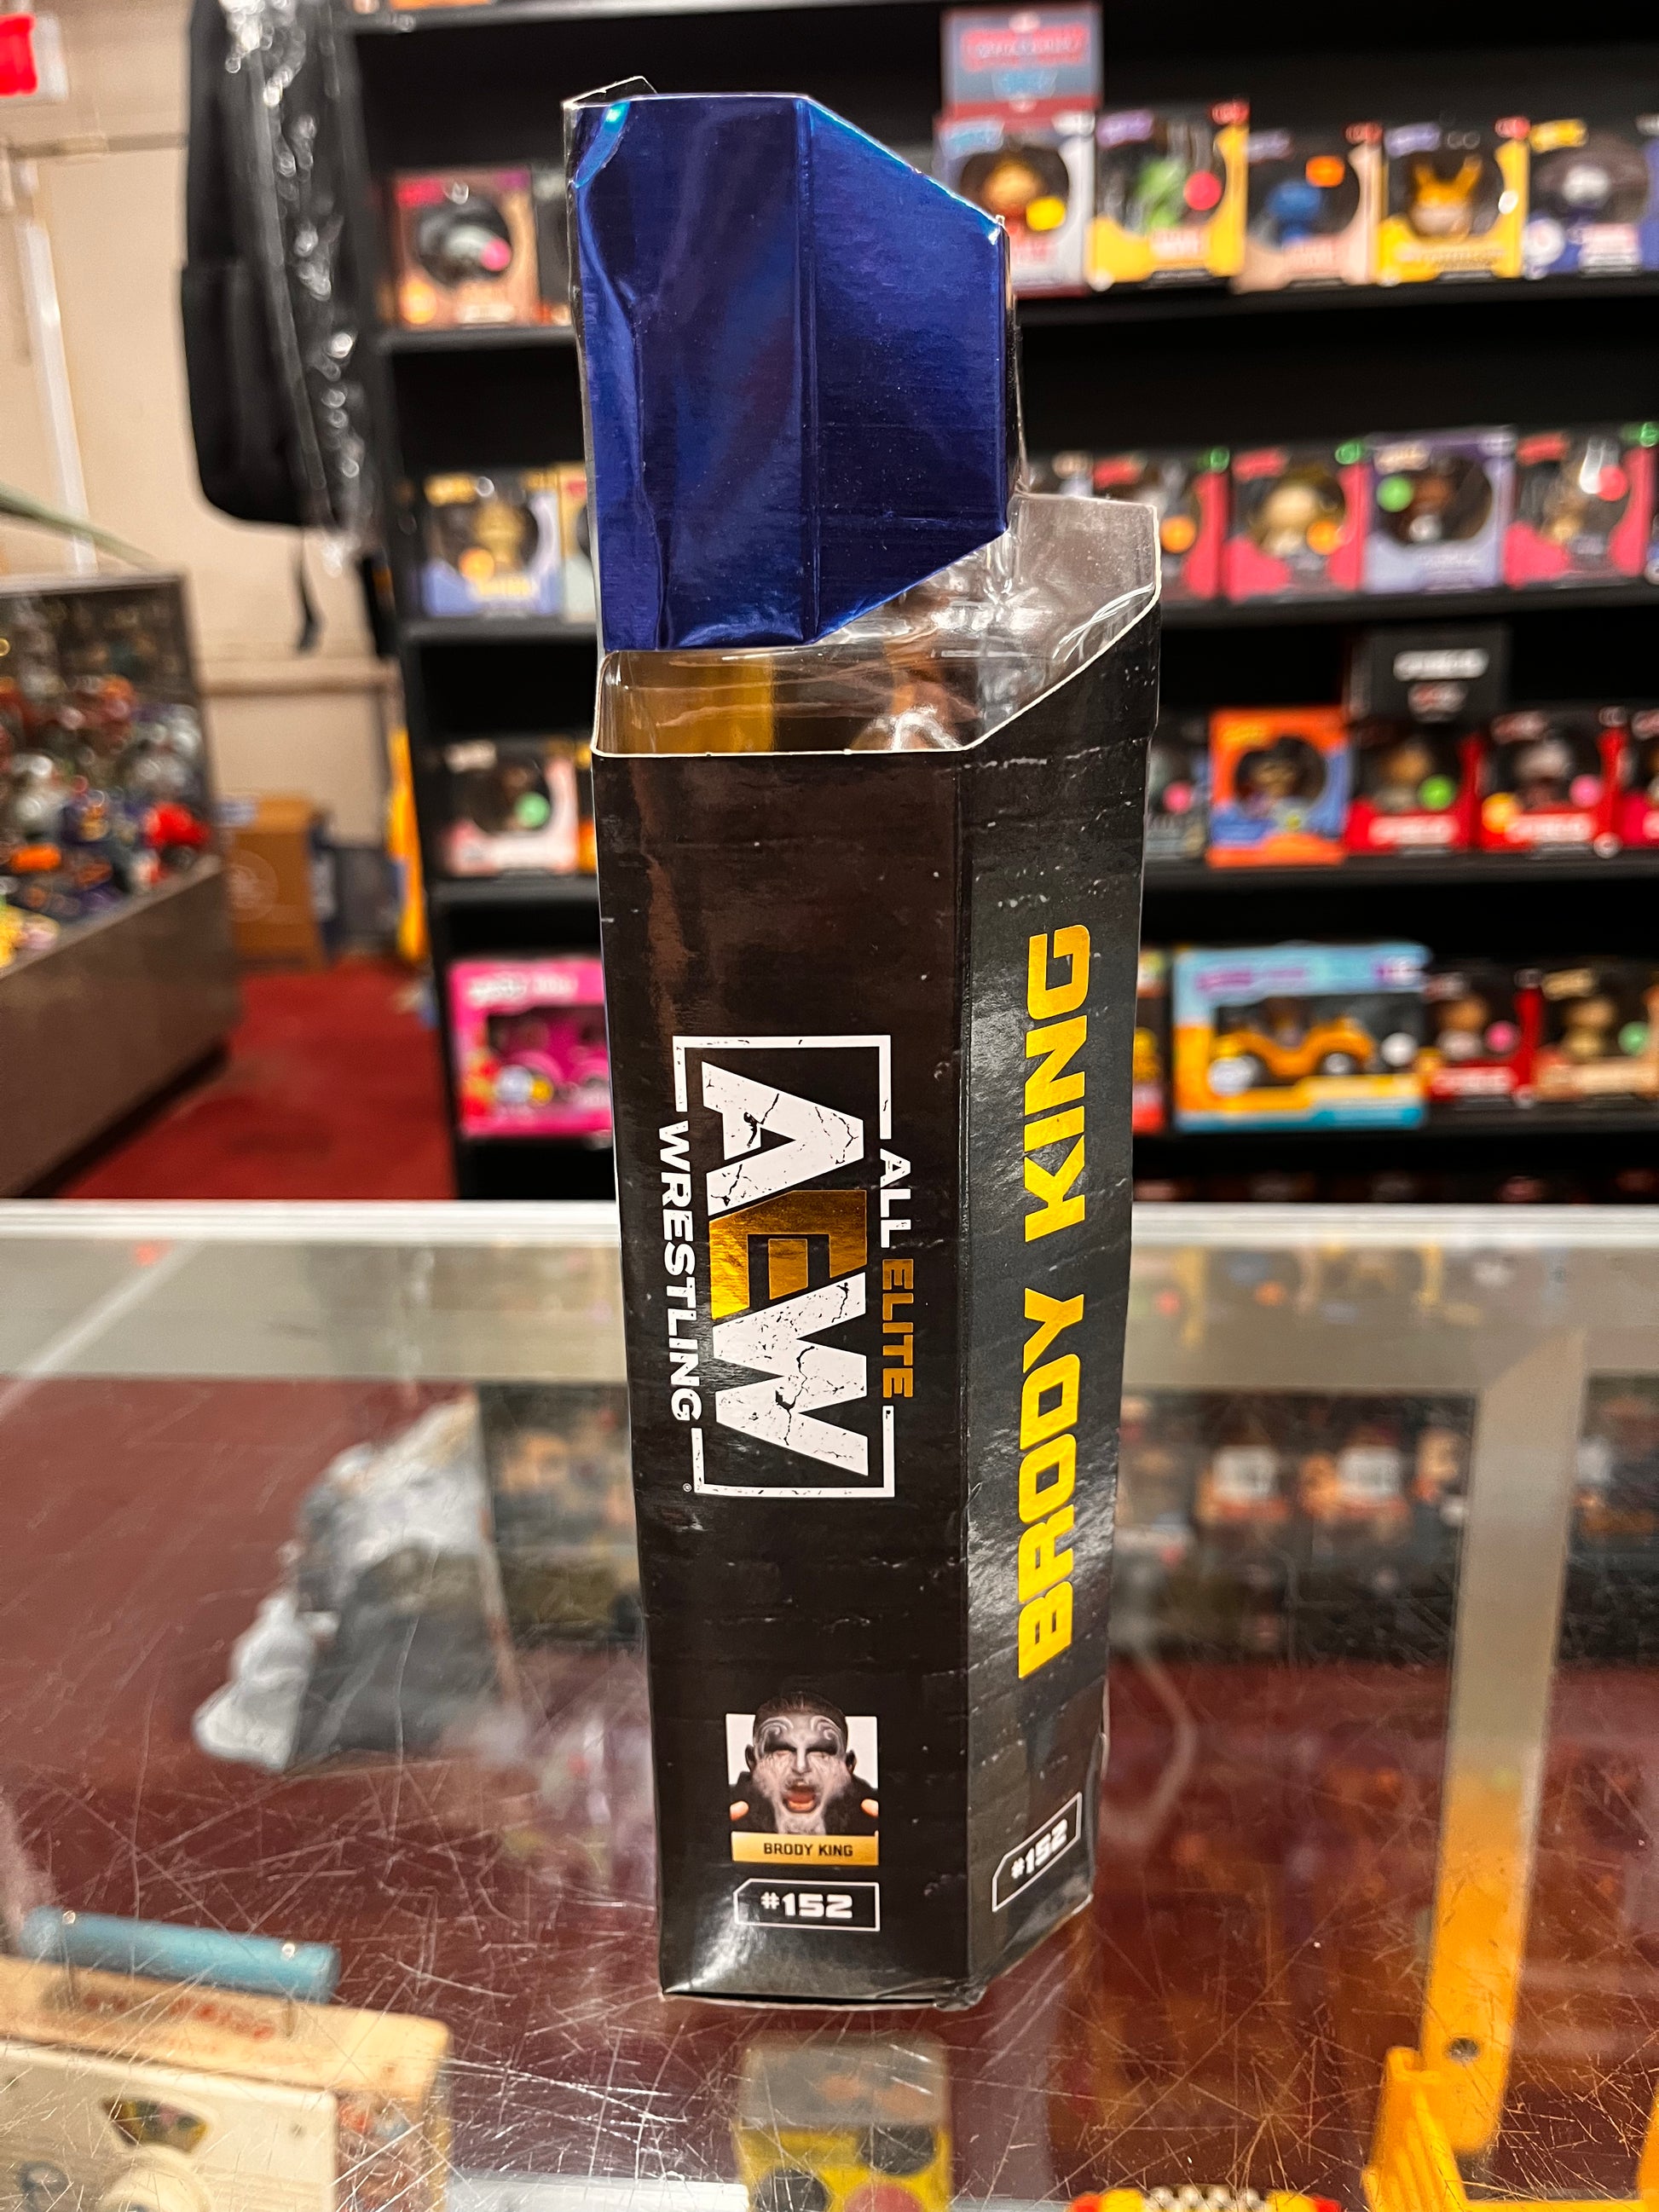 ALL ELITE
AEW
WRESTLING®
BRODY KING
BRODY KING
#152
#152